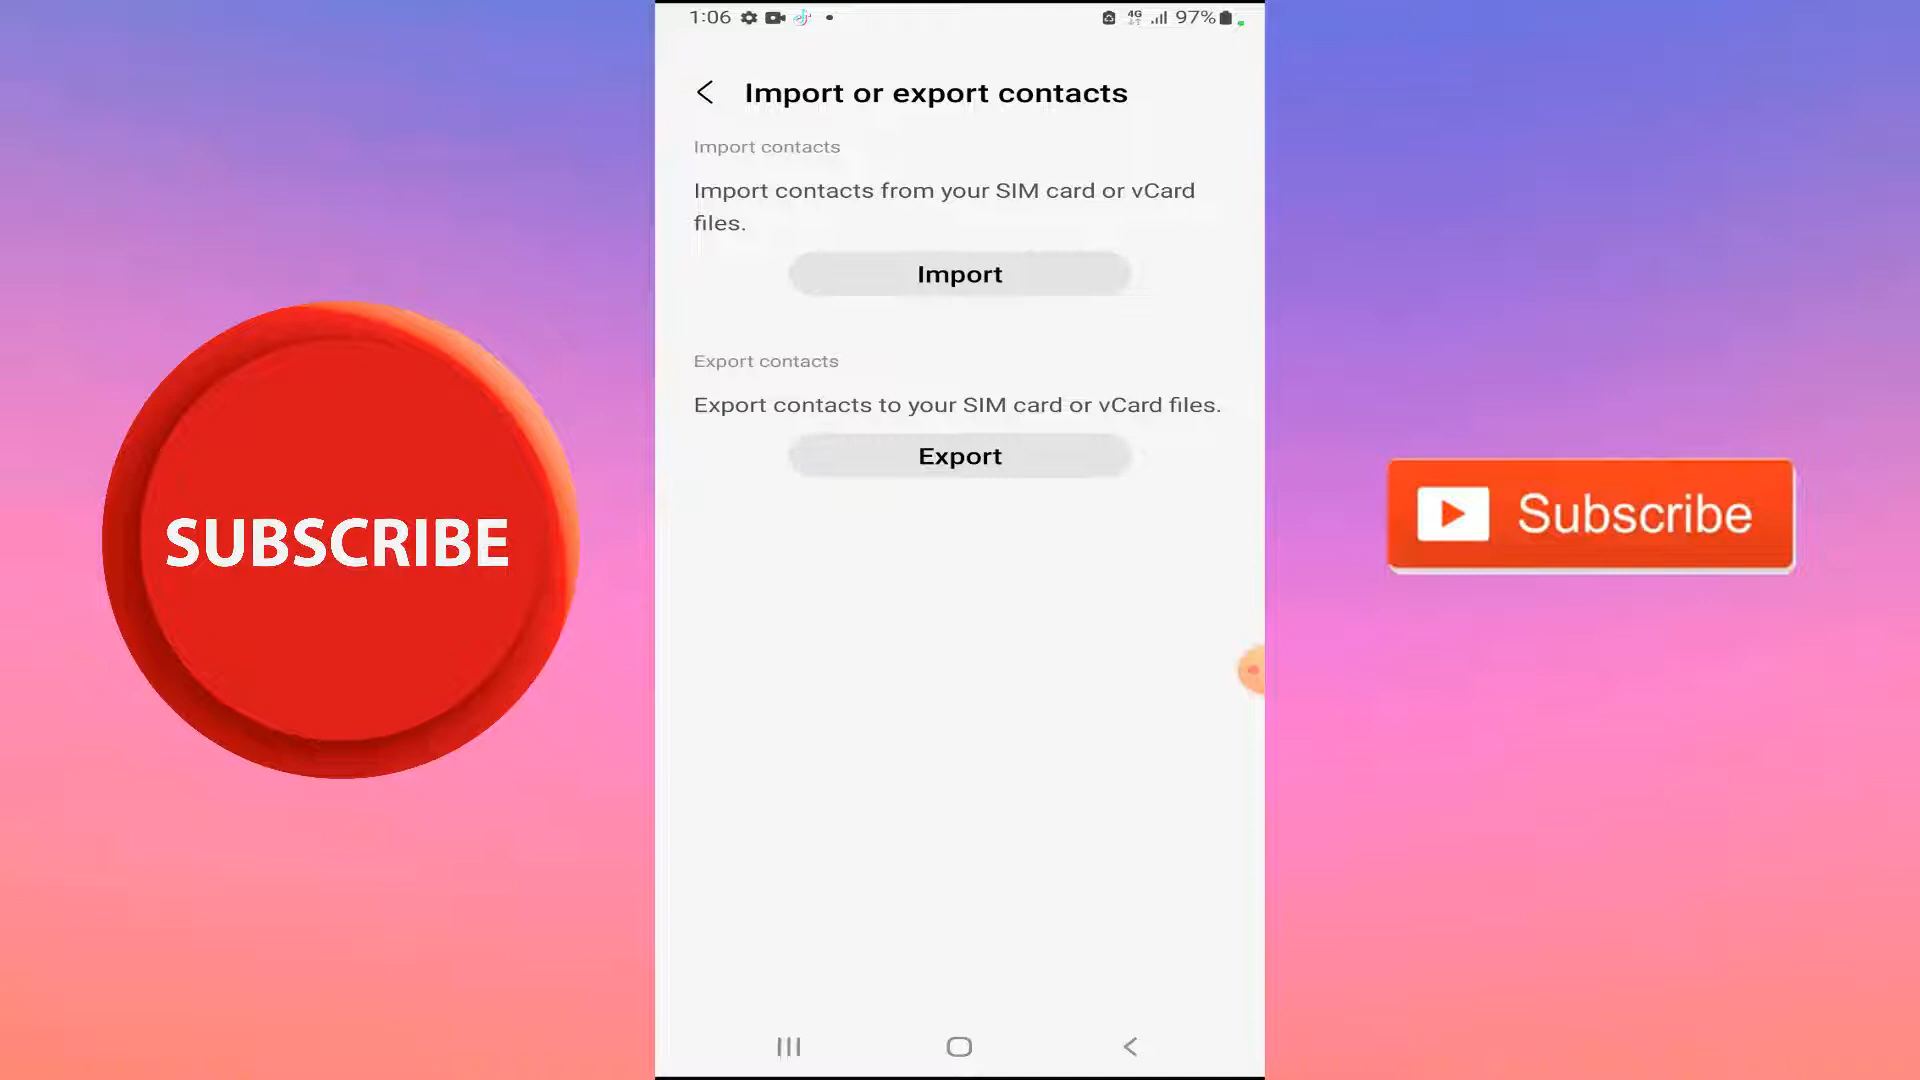 1:06
4G
97%
Import or export contacts
Import contacts
Import contacts from your SIM card or vCard
files.
Import
Export contacts
Export contacts to your SIM card or vCard files.
Export
SUBSCRIBE
Subscribe